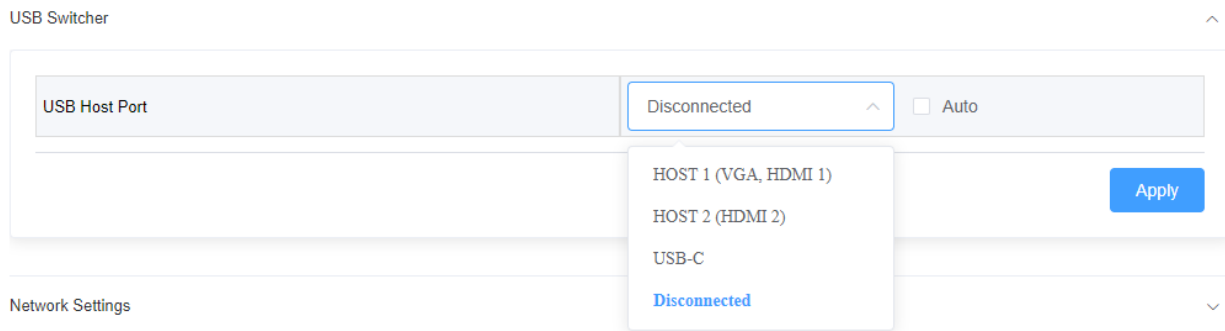 USB Switcher
USB Host Port Disconnected Auto
HOST 1 (VGA, HDMI 1)
Apply
HOST 2 (HDMI 2)
USB-C
Disconnected
Network Settings